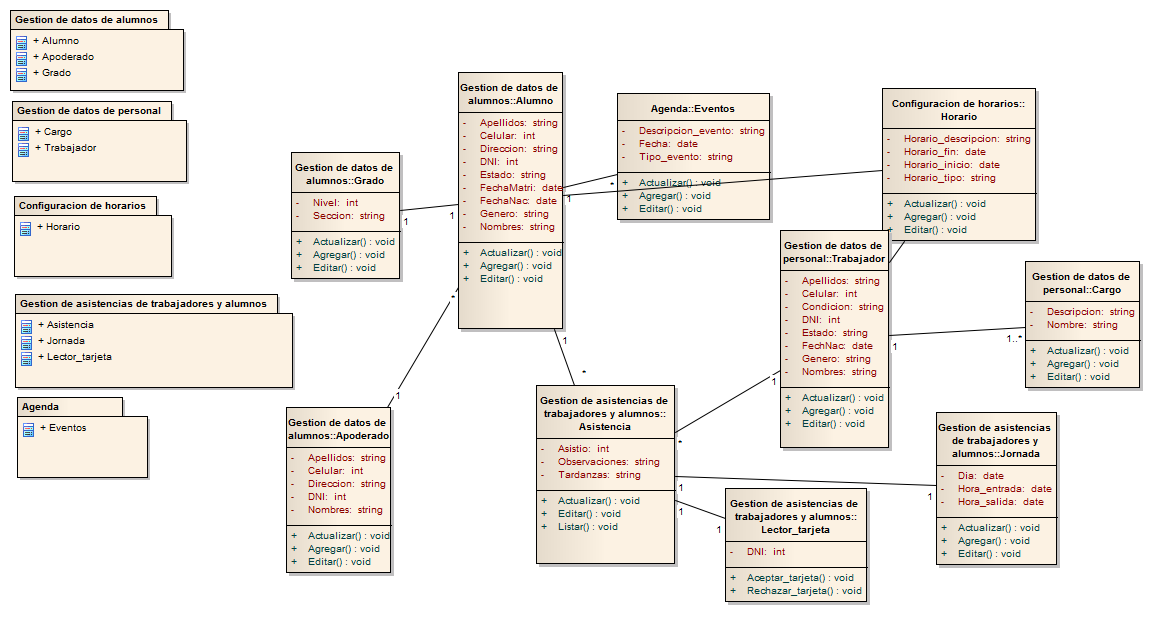 Gestion de datos de alumnos
+ Alumno
+ Apoderado
+ Grado
Gestion de datos de personal
+ Cargo
+ Trabajador
Configuracion de horarios
+ Horario
Gestion de asistencias de trabajadores y alumnos
+ Asistencia
+ Jornada
+ Lector_tarjeta
Agenda
+ Eventos
Gestion de datos de
alumnos::Grado
- Nivel: int
- Seccion: string
+ Actualizar() : void
+ Agregar() : void
+ Editar() : void
1
1
Gestion de datos de
alumnos::Alumno
- Apellidos: string
- Celular: int
- Direccion: string
- DNI: int
- Estado: string
- FechaMatri: date
- FechaNac: date
- Genero: string
- Nombres: string
+ Actualizar() : void
+ Agregar() : void
+ Editar() : void
*
1
1
*
1
*
Agenda::Eventos
- Descripcion_evento: string
- Fecha: date
- Tipo_evento: string
+ Actualizar() : void
+ Agregar() : void
+ Editar() : void
Configuracion de horarios::
Horario
- Horario_descripcion: string
- Horario_fin: date
- Horario_inicio: date
- Horario_tipo: string
+ Actualizar() : void
+ Agregar() : void
+ Editar() : void
Gestion de datos de
personal::Trabajador
- Apellidos: string
- Celular: int
- Condicion: string
- DNI: int
- Estado: string
- FechNac: date
- Genero: string
- Nombres: string
+ Actualizar() : void
+ Agregar() : void
+ Editar() : void
1
1..*
1
*
Gestion de datos de
personal::Cargo
- Descripcion: string
- Nombre: string
+ Actualizar() : void
+ Agregar() : void
+ Editar() : void
Gestion de datos de
alumnos::Apoderado
- Apellidos: string
- Celular: int
- Direccion: string
- DNI: int
- Nombres: string
+ Actualizar() : void
+ Agregar() : void
+ Editar() : void
Gestion de asistencias de
trabajadores y alumnos::
Asistencia
- Asistio: int
- Observaciones: string
- Tardanzas: string
+ Actualizar() : void
+ Editar() : void
+ Listar() : void
1
1
1
1
Gestion de asistencias de
trabajadores y alumnos::
Lector_tarjeta
- DNI: int
+ Aceptar_tarjeta() : void
+ Rechazar_tarjeta() : void
Gestion de asistencias
de trabajadores y
alumnos::Jornada
- Dia: date
- Hora_entrada: date
- Hora_salida: date
+ Actualizar() : void
+ Agregar() : void
+ Editar() : void